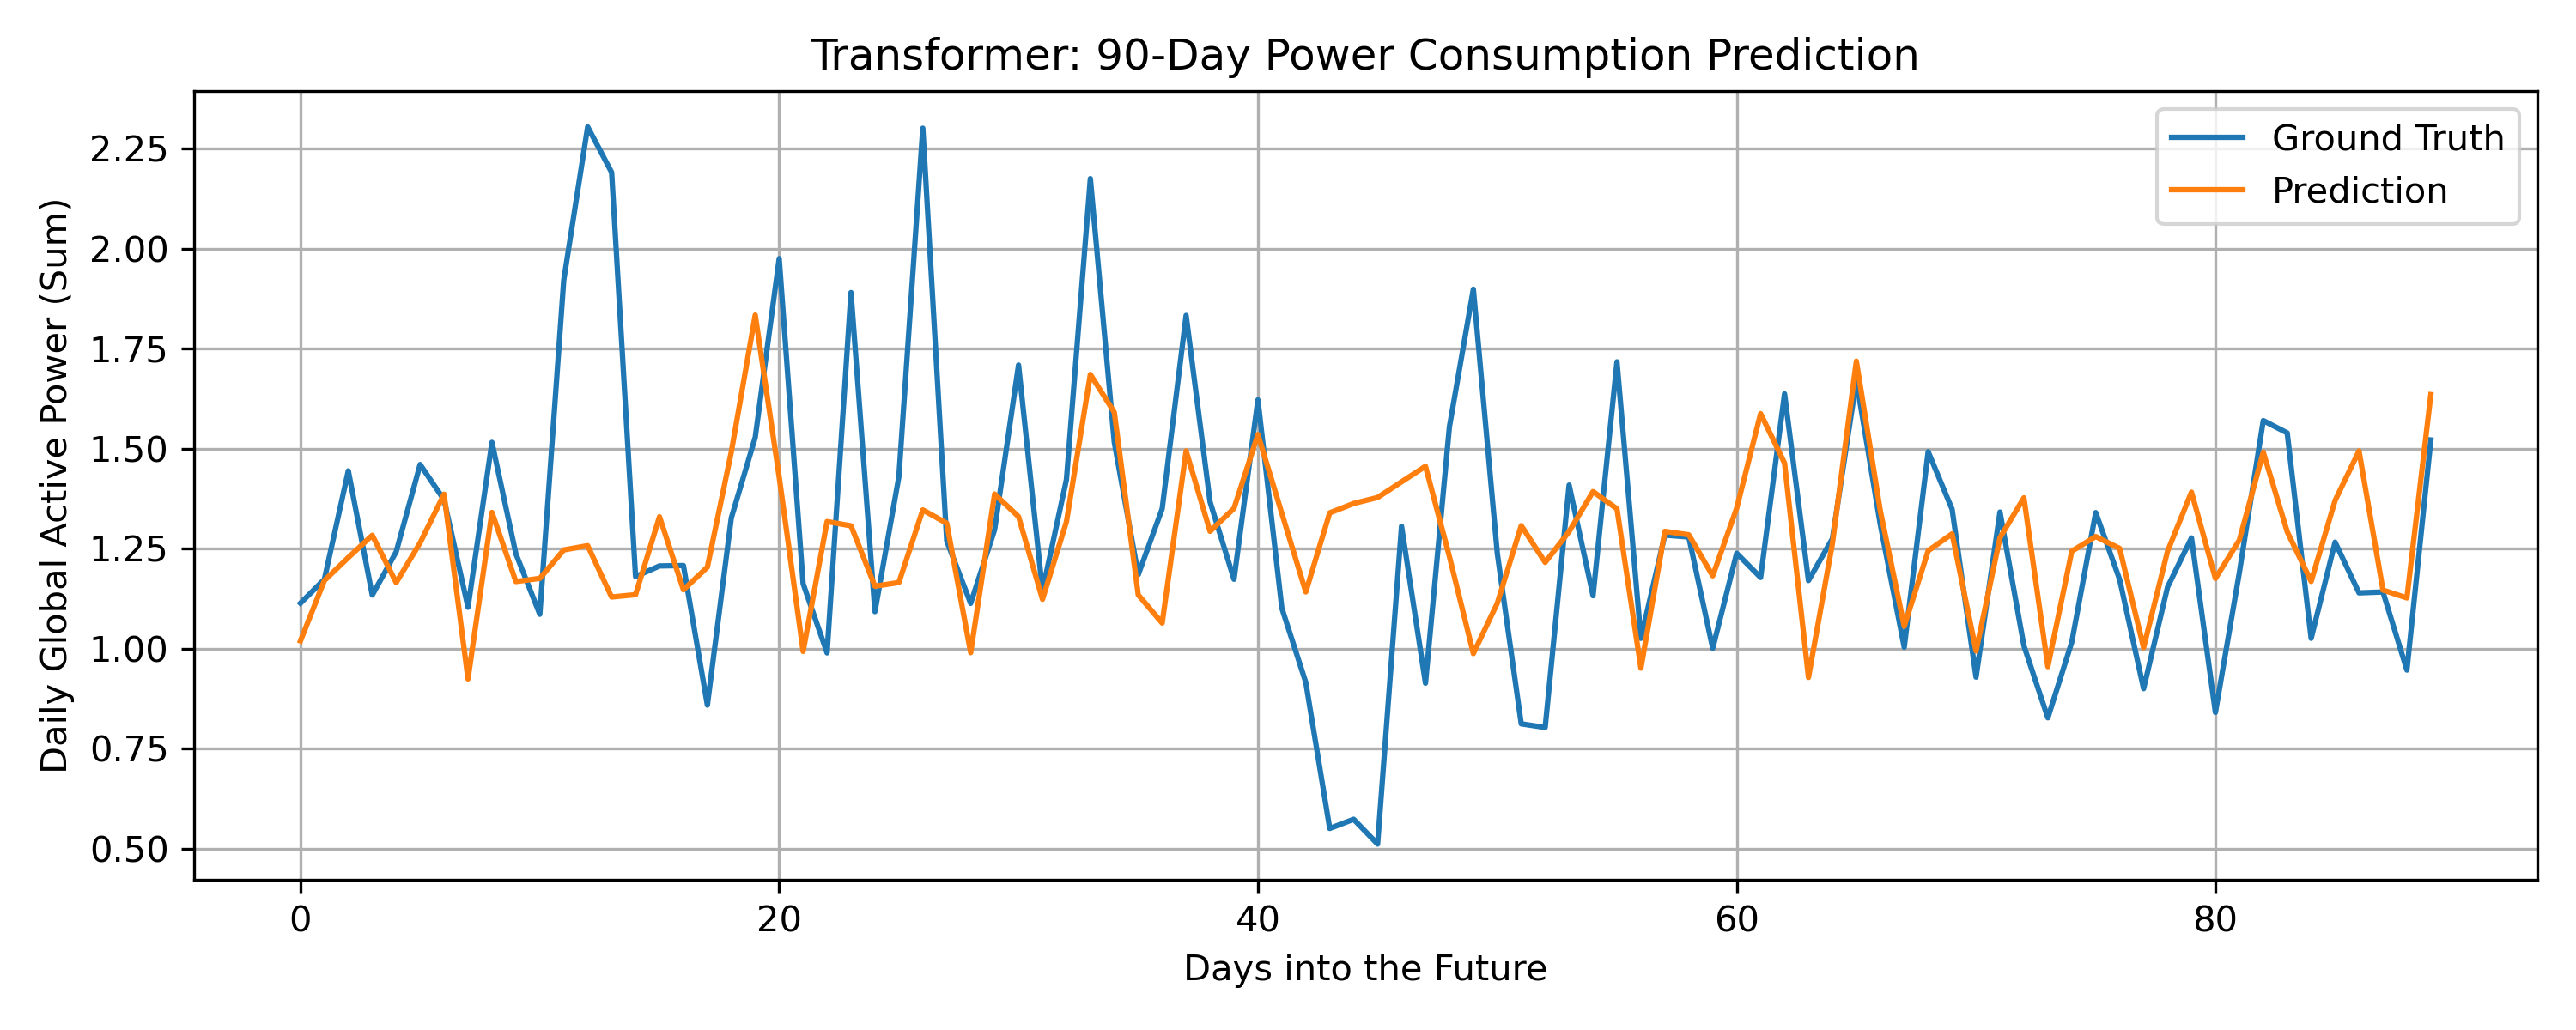 Transformer: 90-Day Power Consumption Prediction
Ground Truth
Prediction
Daily Global Active Power (Sum)
2.25
2.00
1.75
1.50
1.25
1.00
0.75
0.50
0 20 40 60 80
Days into the Future